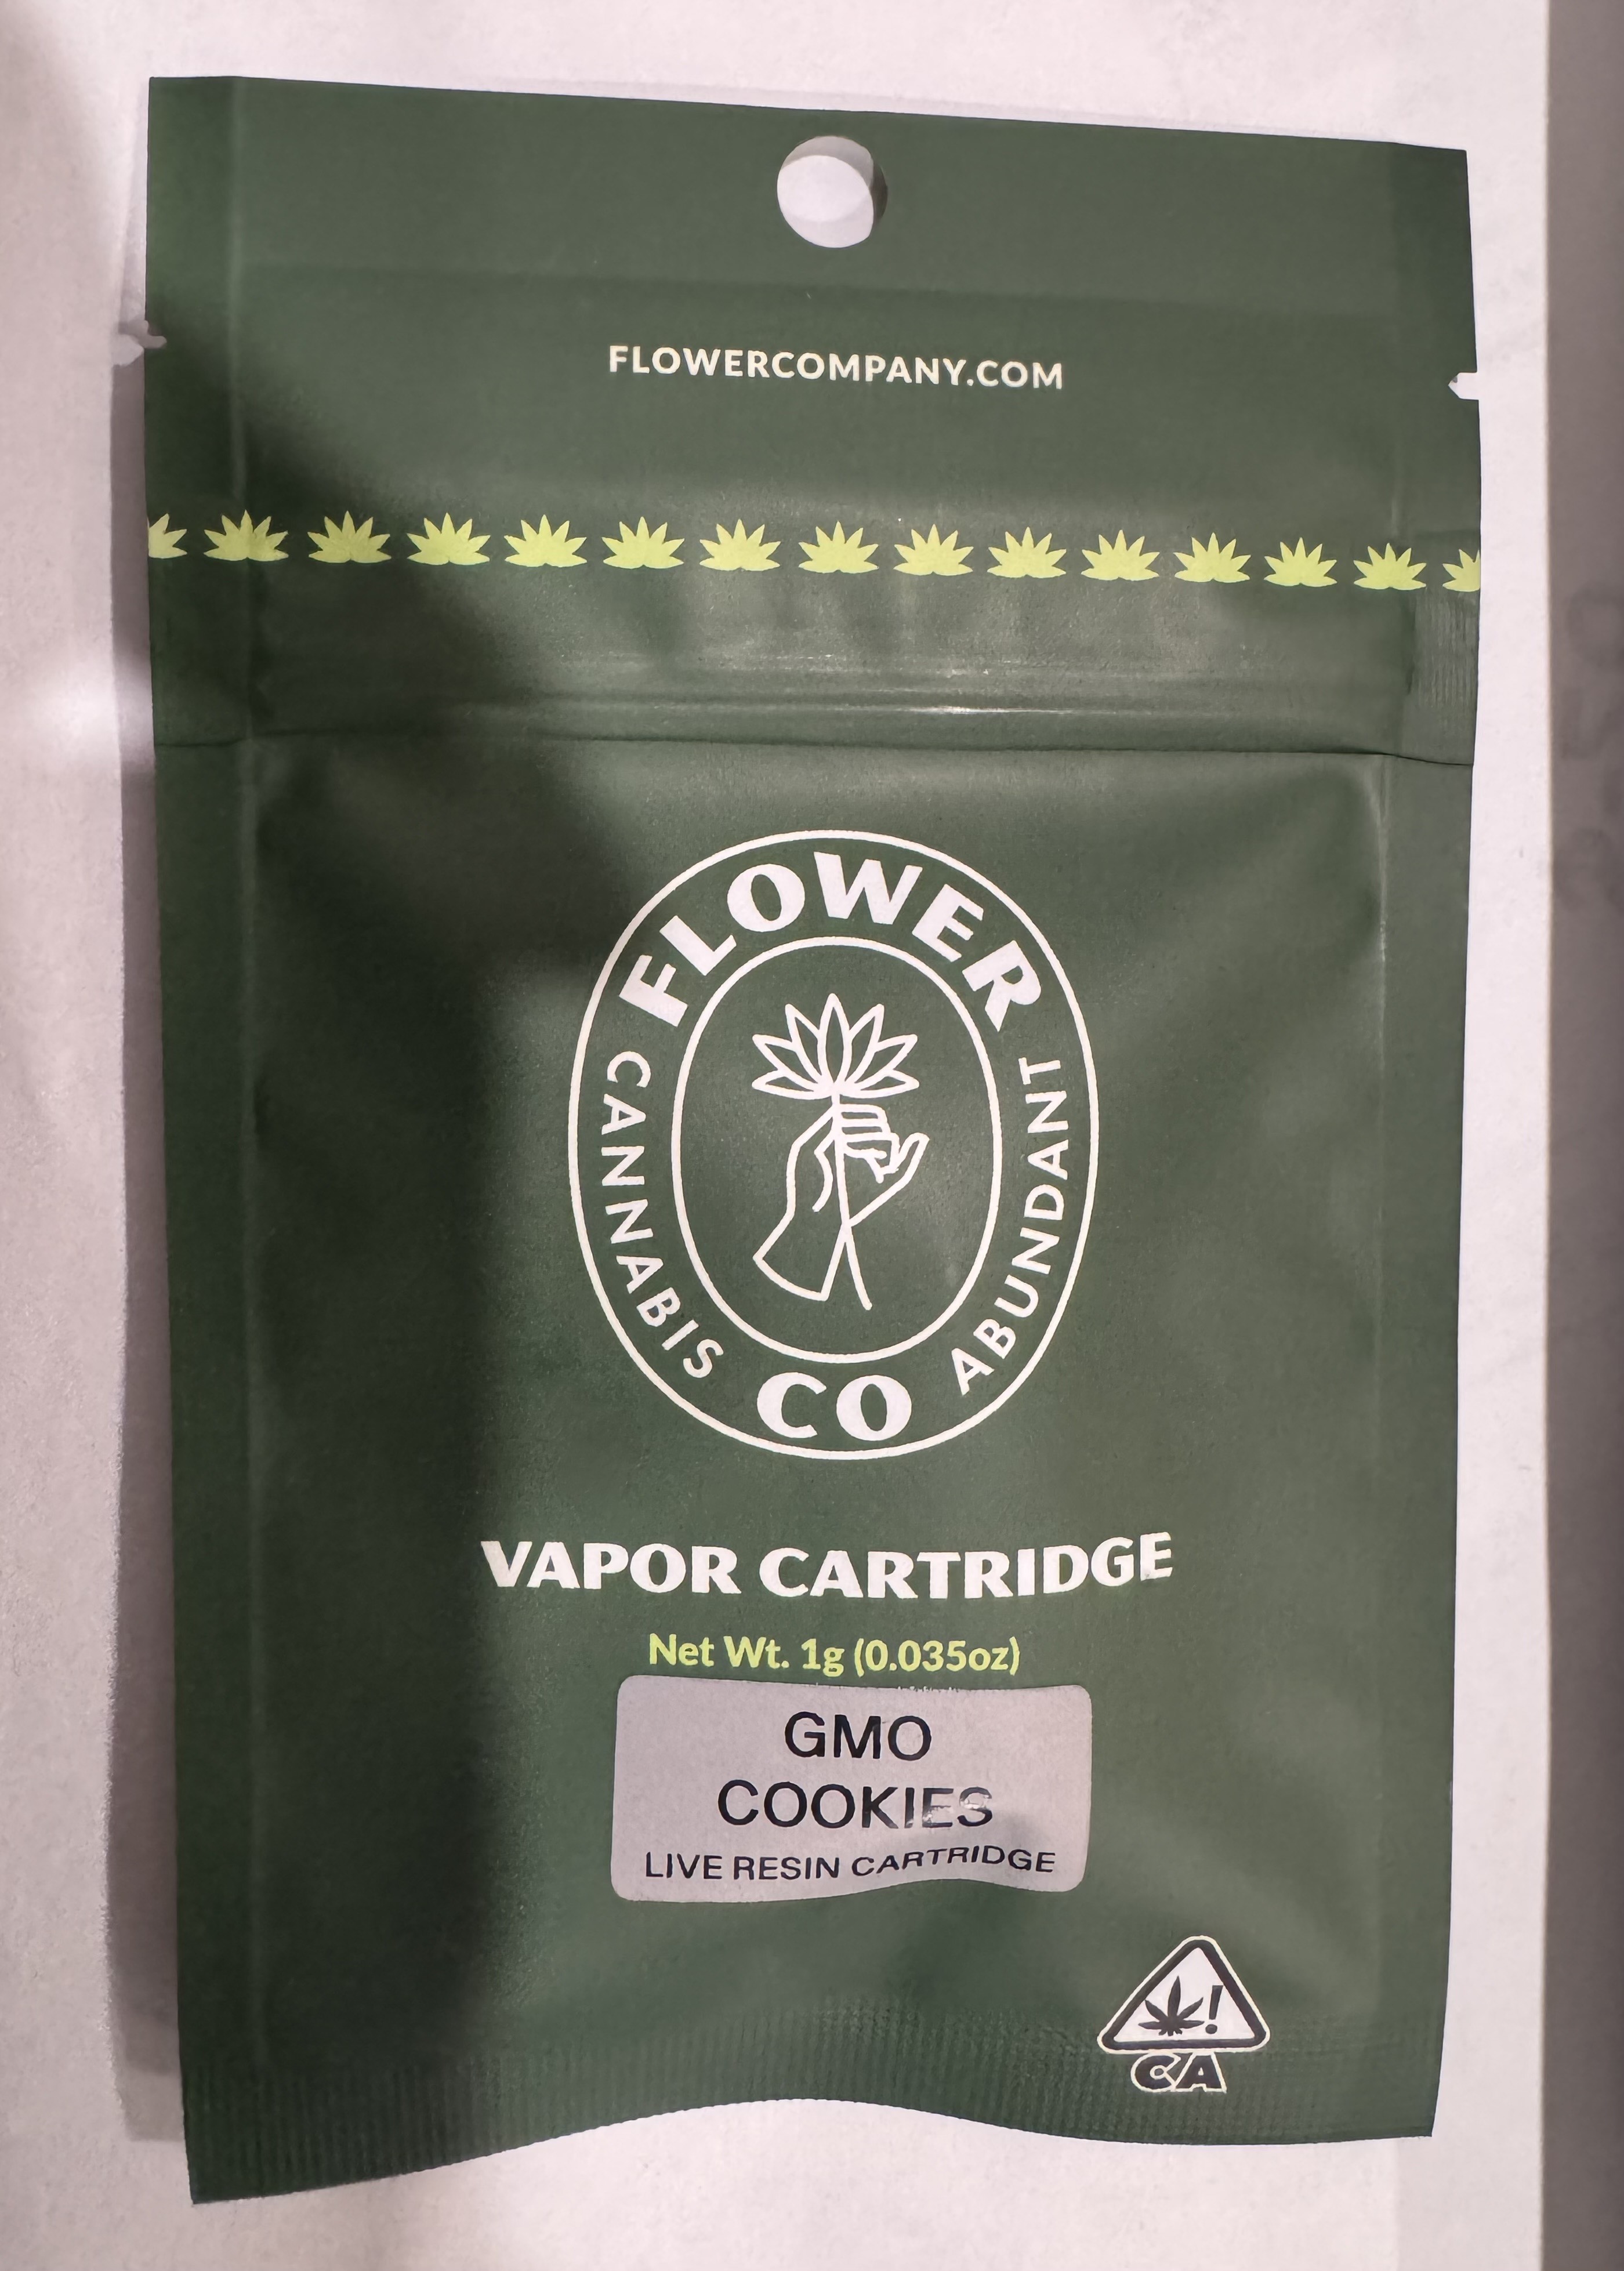 FLOWERCOMPANY.COM
FLOWER
CANNABIS
ABUNDANT
CO
VAPOR CARTRIDGE
Net Wt. 1g (0.035oz)
GMO
COOKIES
LIVE RESIN CARTRIDGE
!
CA